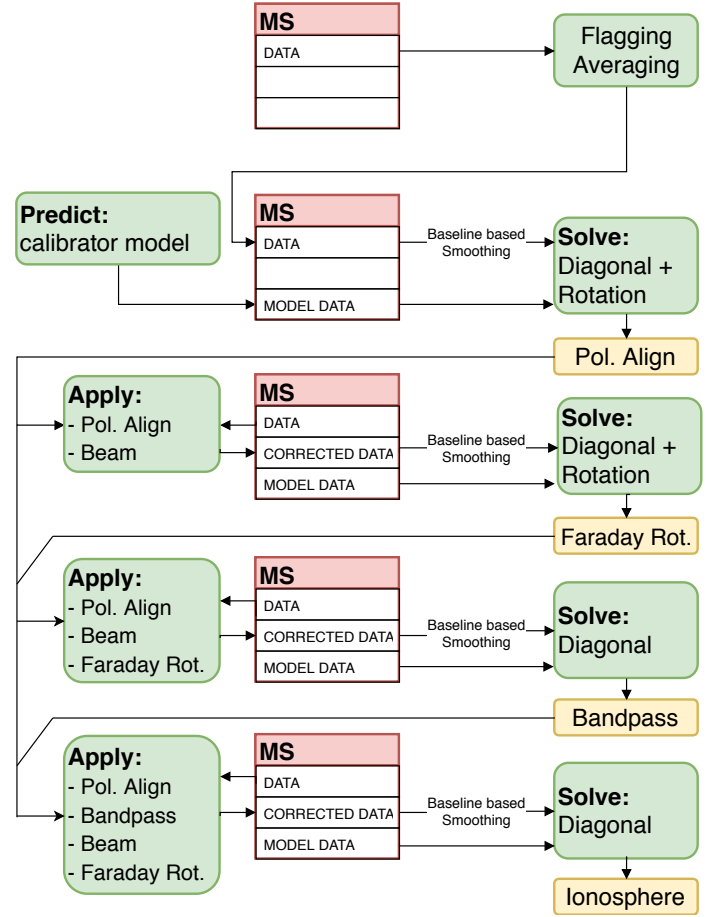 MS
DATA
Flagging
Averaging
Predict:
calibrator model
MS
DATA
MODEL DATA
Baseline based
Smoothing
Solve:
Diagonal +
Rotation
Pol. Align
Apply:
- Pol. Align
- Beam
MS
DATA
CORRECTED DATA
MODEL DATA
Baseline based
Smoothing
Solve:
Diagonal +
Rotation
Faraday Rot.
Apply:
- Pol. Align
- Beam
- Faraday Rot.
MS
DATA
CORRECTED DATA
MODEL DATA
Baseline based
Smoothing
Solve:
Diagonal
Bandpass
Apply:
- Pol. Align
- Bandpass
- Beam
- Faraday Rot.
MS
DATA
CORRECTED DATA
MODEL DATA
Baseline based
Smoothing
Solve:
Diagonal
Ionosphere